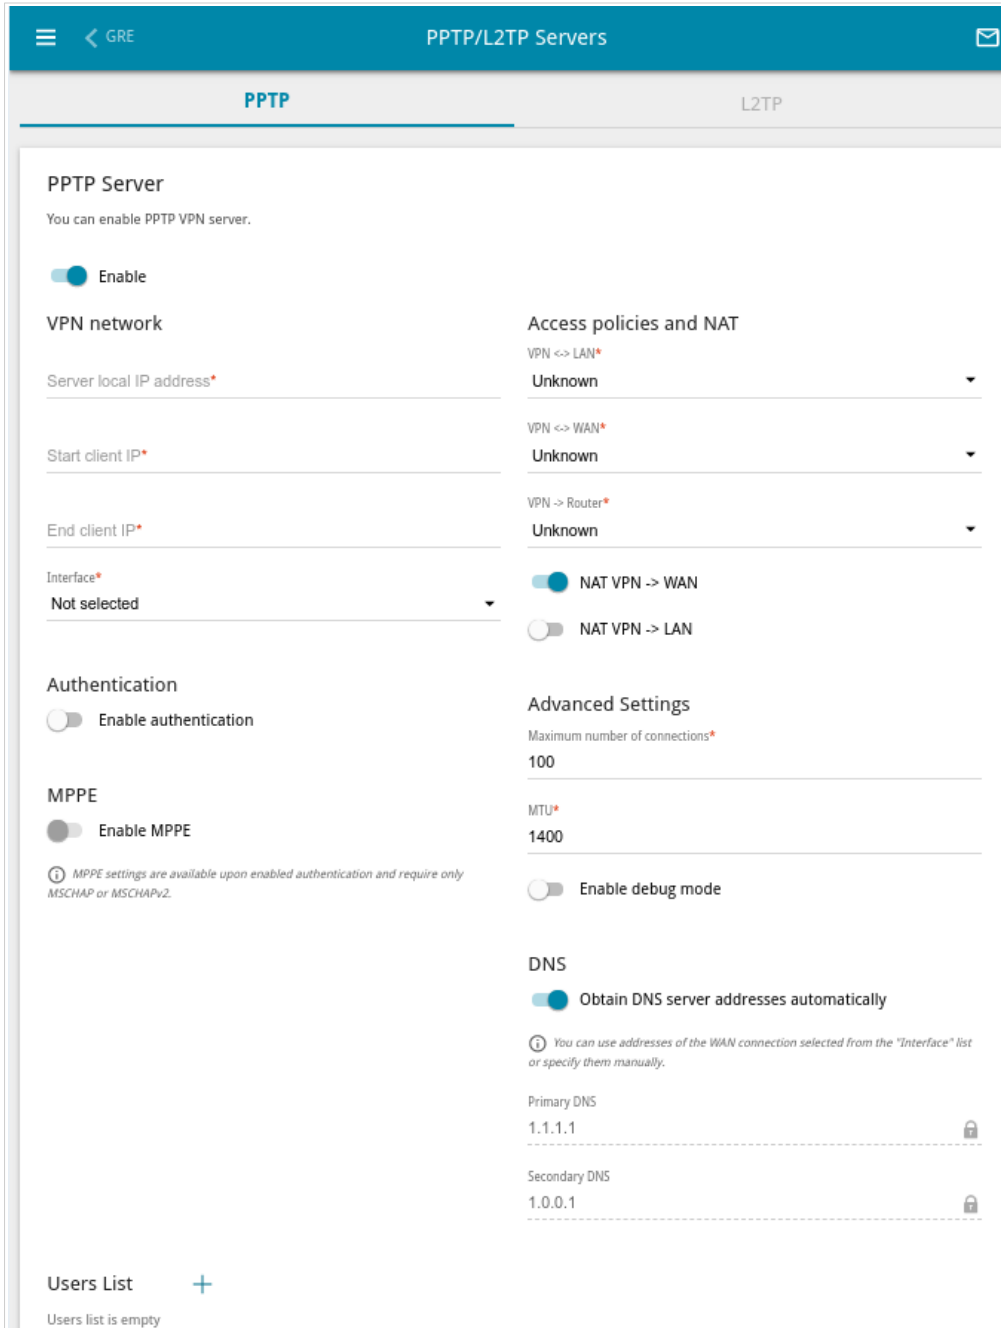 GRE
PPTP/L2TP Servers
PPTP
L2TP
PPTP Server
You can enable PPTP VPN server.
Enable
VPN network
Server local IP address*
Start client IP*
End client IP*
Interface*
Not selected
Authentication
Enable authentication
MPPE
Enable MPPE
MPPE settings are available upon enabled authentication and require only
MSCHAP or MSCHAPv2.
Access policies and NAT
VPN <-> LAN*
Unknown
VPN <-> WAN*
Unknown
VPN -> Router*
Unknown
NAT VPN -> WAN
NAT VPN -> LAN
Advanced Settings
Maximum number of connections*
100
MTU*
1400
Enable debug mode
DNS
Obtain DNS server addresses automatically
You can use addresses of the WAN connection selected from the "Interface" list
or specify them manually.
Primary DNS
1.1.1.1
Secondary DNS
1.0.0.1
Users List
Users list is empty